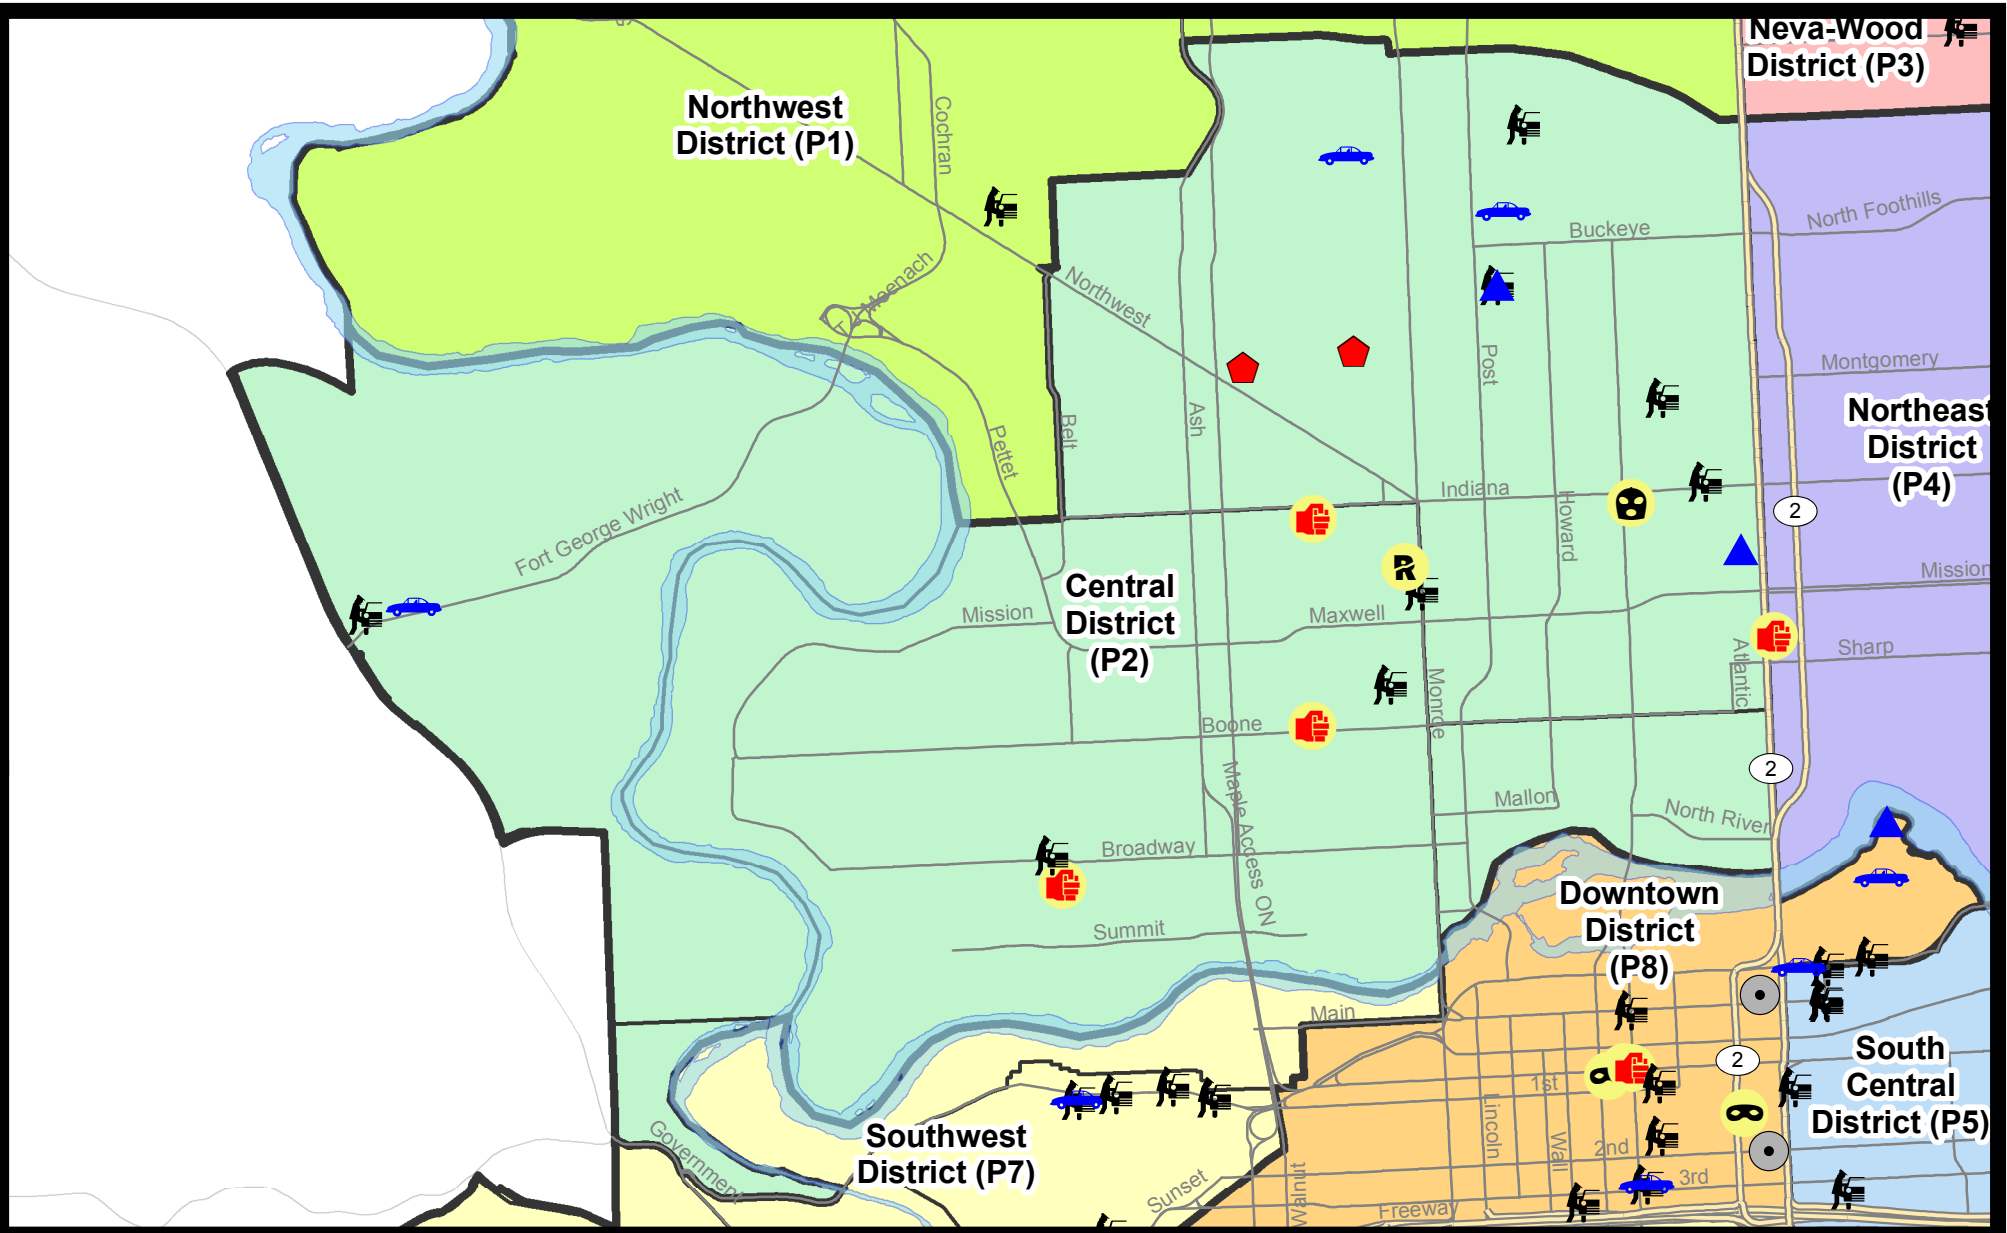 Neva-Wood
District (P3)
Northwest
District (P1)
Cochran
North Foothills
Buckeye
Meenach
Northwest
Post
Montgomery
Northeast
District
(P4)
Belt
Ash
Pettet
Indiana
Howard
2
Fort George Wright
Mission
Central
District
(P2)
Mission
Maxwell
R
Sharp
Atlantic
Monroe
Boone
2
Maple Access ON
Mallon
North River
Broadway
Downtown
District
(P8)
Summit
Main
South
Central
District (P5)
2
1st
Lincoln
Wall
2nd
3rd
Southwest
District (P7)
Government
Sunset
Walnut
Freeway